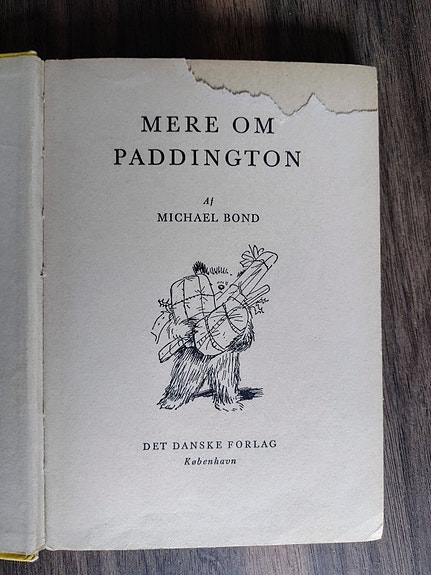 MERE OM
PADDINGTON
Af
MICHAEL BOND
DET DANSKE FORLAG
København